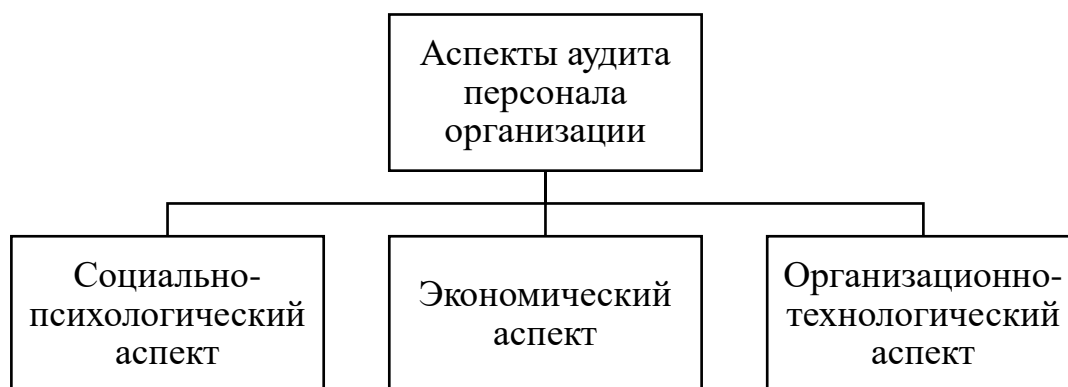 Аспекты аудита
персонала
организации
Социально-
психологический
аспект
Экономический
аспект
Организационно-
технологический
аспект